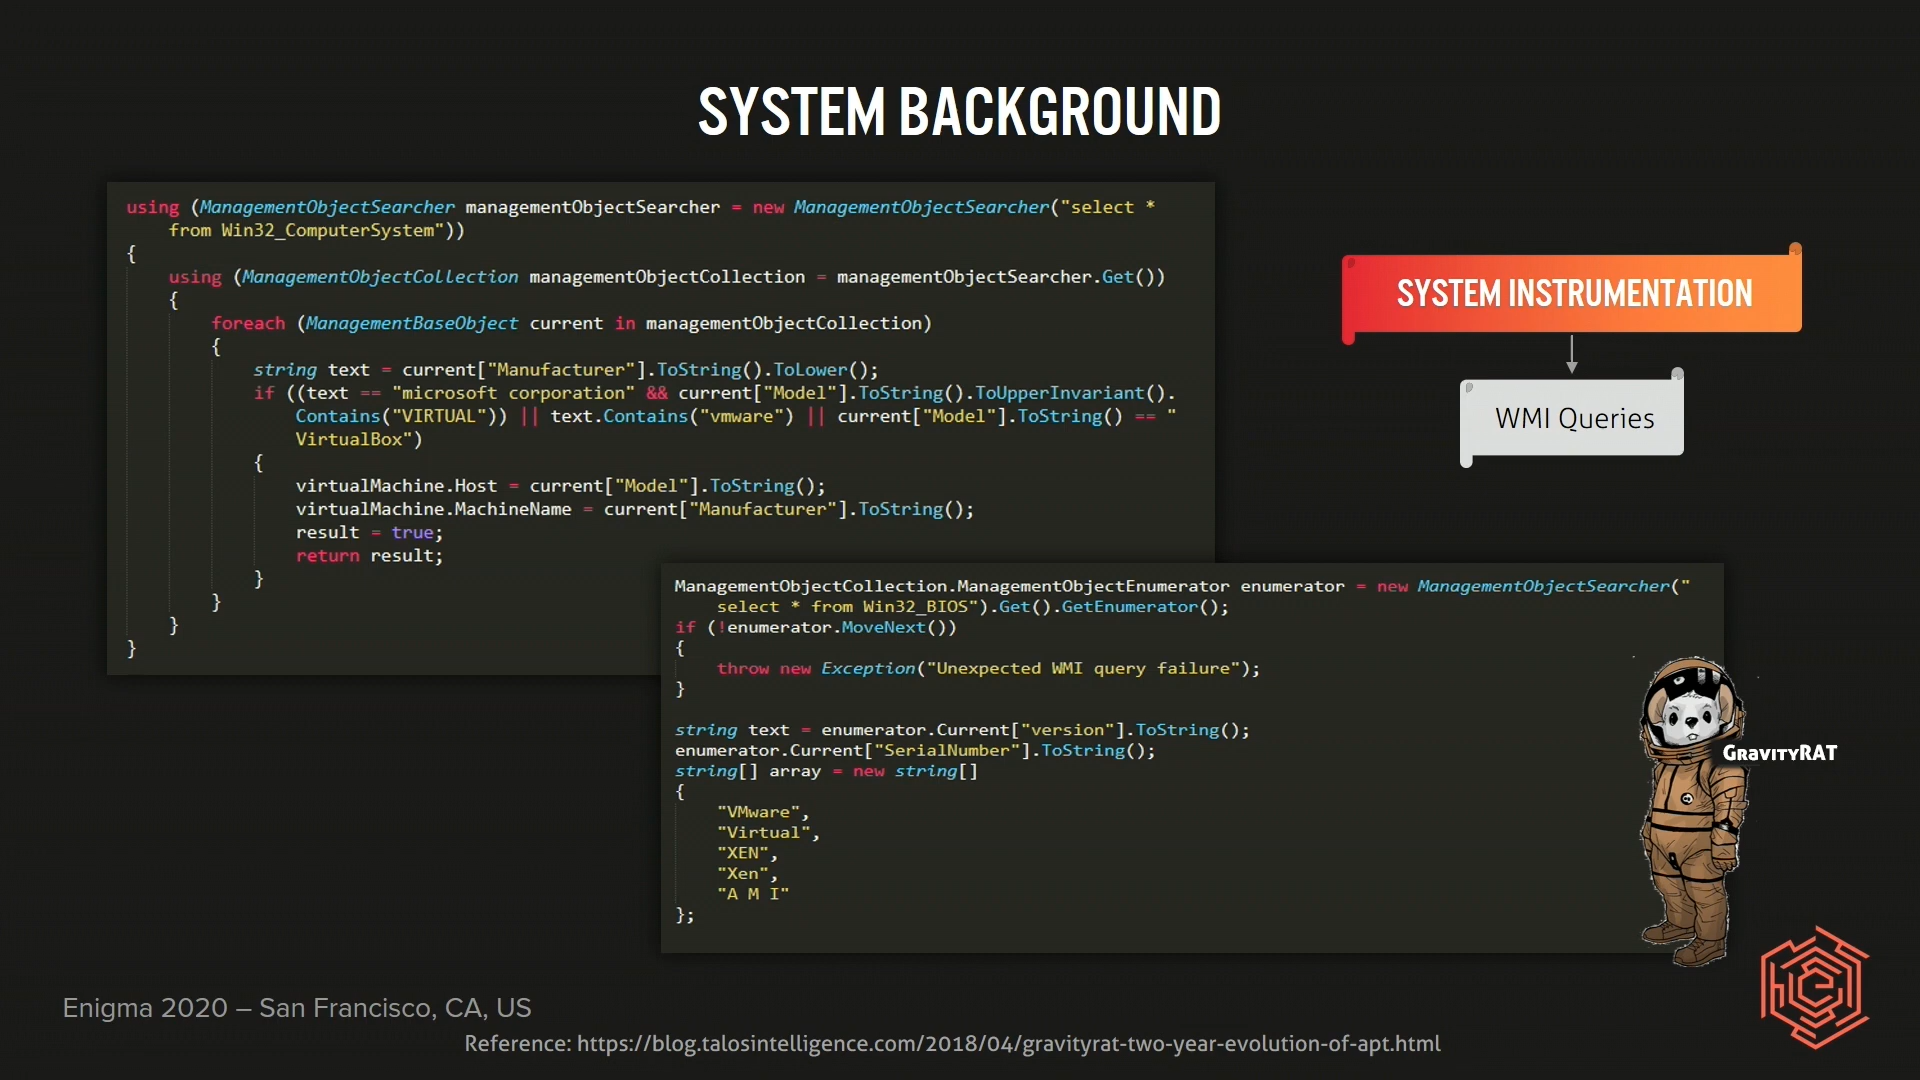 SYSTEM BACKGROUND
using (ManagementObjectSearcher managementObjectSearcher = new ManagementObjectSearcher("select *
from Win32_ComputerSystem"))
{
using (ManagementObjectCollection managementObjectCollection = managementObjectSearcher.Get())
{
foreach (ManagementBaseObject current in managementObjectCollection)
{
string text = current["Manufacturer"].ToString().ToLower();
if ((text == "microsoft corporation" && current["Model"].ToString().ToUpperInvariant().
Contains("VIRTUAL")) || text.Contains("vmware") || current["Model"].ToString() == "
VirtualBox")
{
virtualMachine.Host = current["Model"].ToString();
virtualMachine.MachineName = current["Manufacturer"].ToString();
result = true;
return result;
}
}
}
}
SYSTEM INSTRUMENTATION
WMI Queries
ManagementObjectCollection.ManagementObjectEnumerator enumerator = new ManagementObjectSearcher("
select * from Win32_BIOS").Get().GetEnumerator();
if (!enumerator.MoveNext())
{
throw new Exception("Unexpected WMI query failure");
}
string text = enumerator.Current["version"].ToString();
enumerator.Current["SerialNumber"].ToString();
string[] array = new string[]
{
"VMware",
"Virtual",
"XEN",
"Xen",
"A M I"
};
GravityRAT
Enigma 2020 – San Francisco, CA, US
Reference: https://blog.talosintelligence.com/2018/04/gravityrat-two-year-evolution-of-apt.html